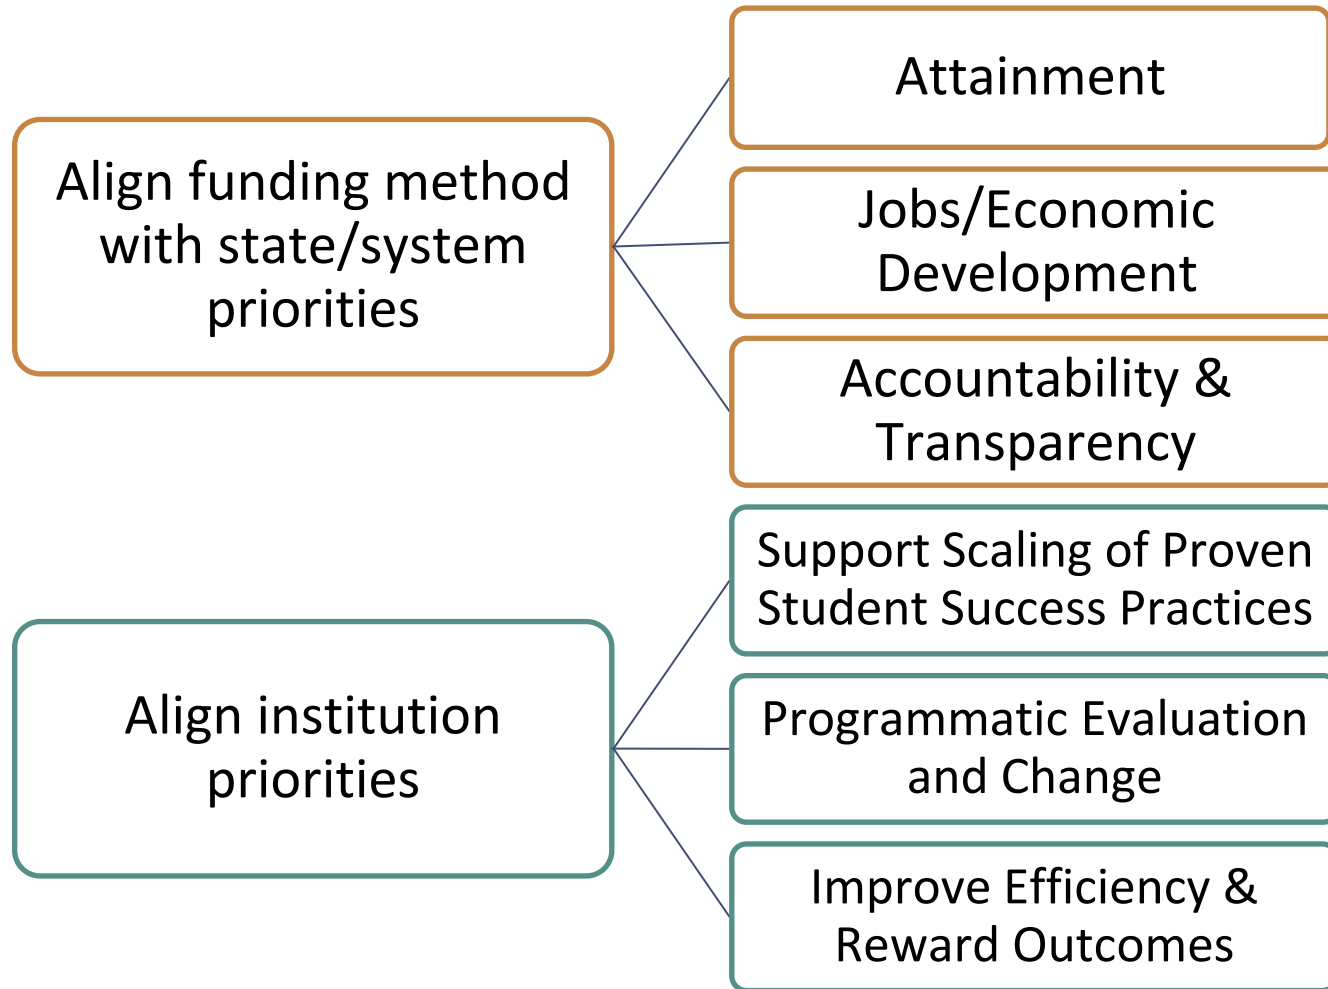 Align funding method
with state/system
priorities
Attainment
Jobs/Economic
Development
Accountability &
Transparency
Align institution
priorities
Support Scaling of Proven
Student Success Practices
Programmatic Evaluation
and Change
Improve Efficiency &
Reward Outcomes